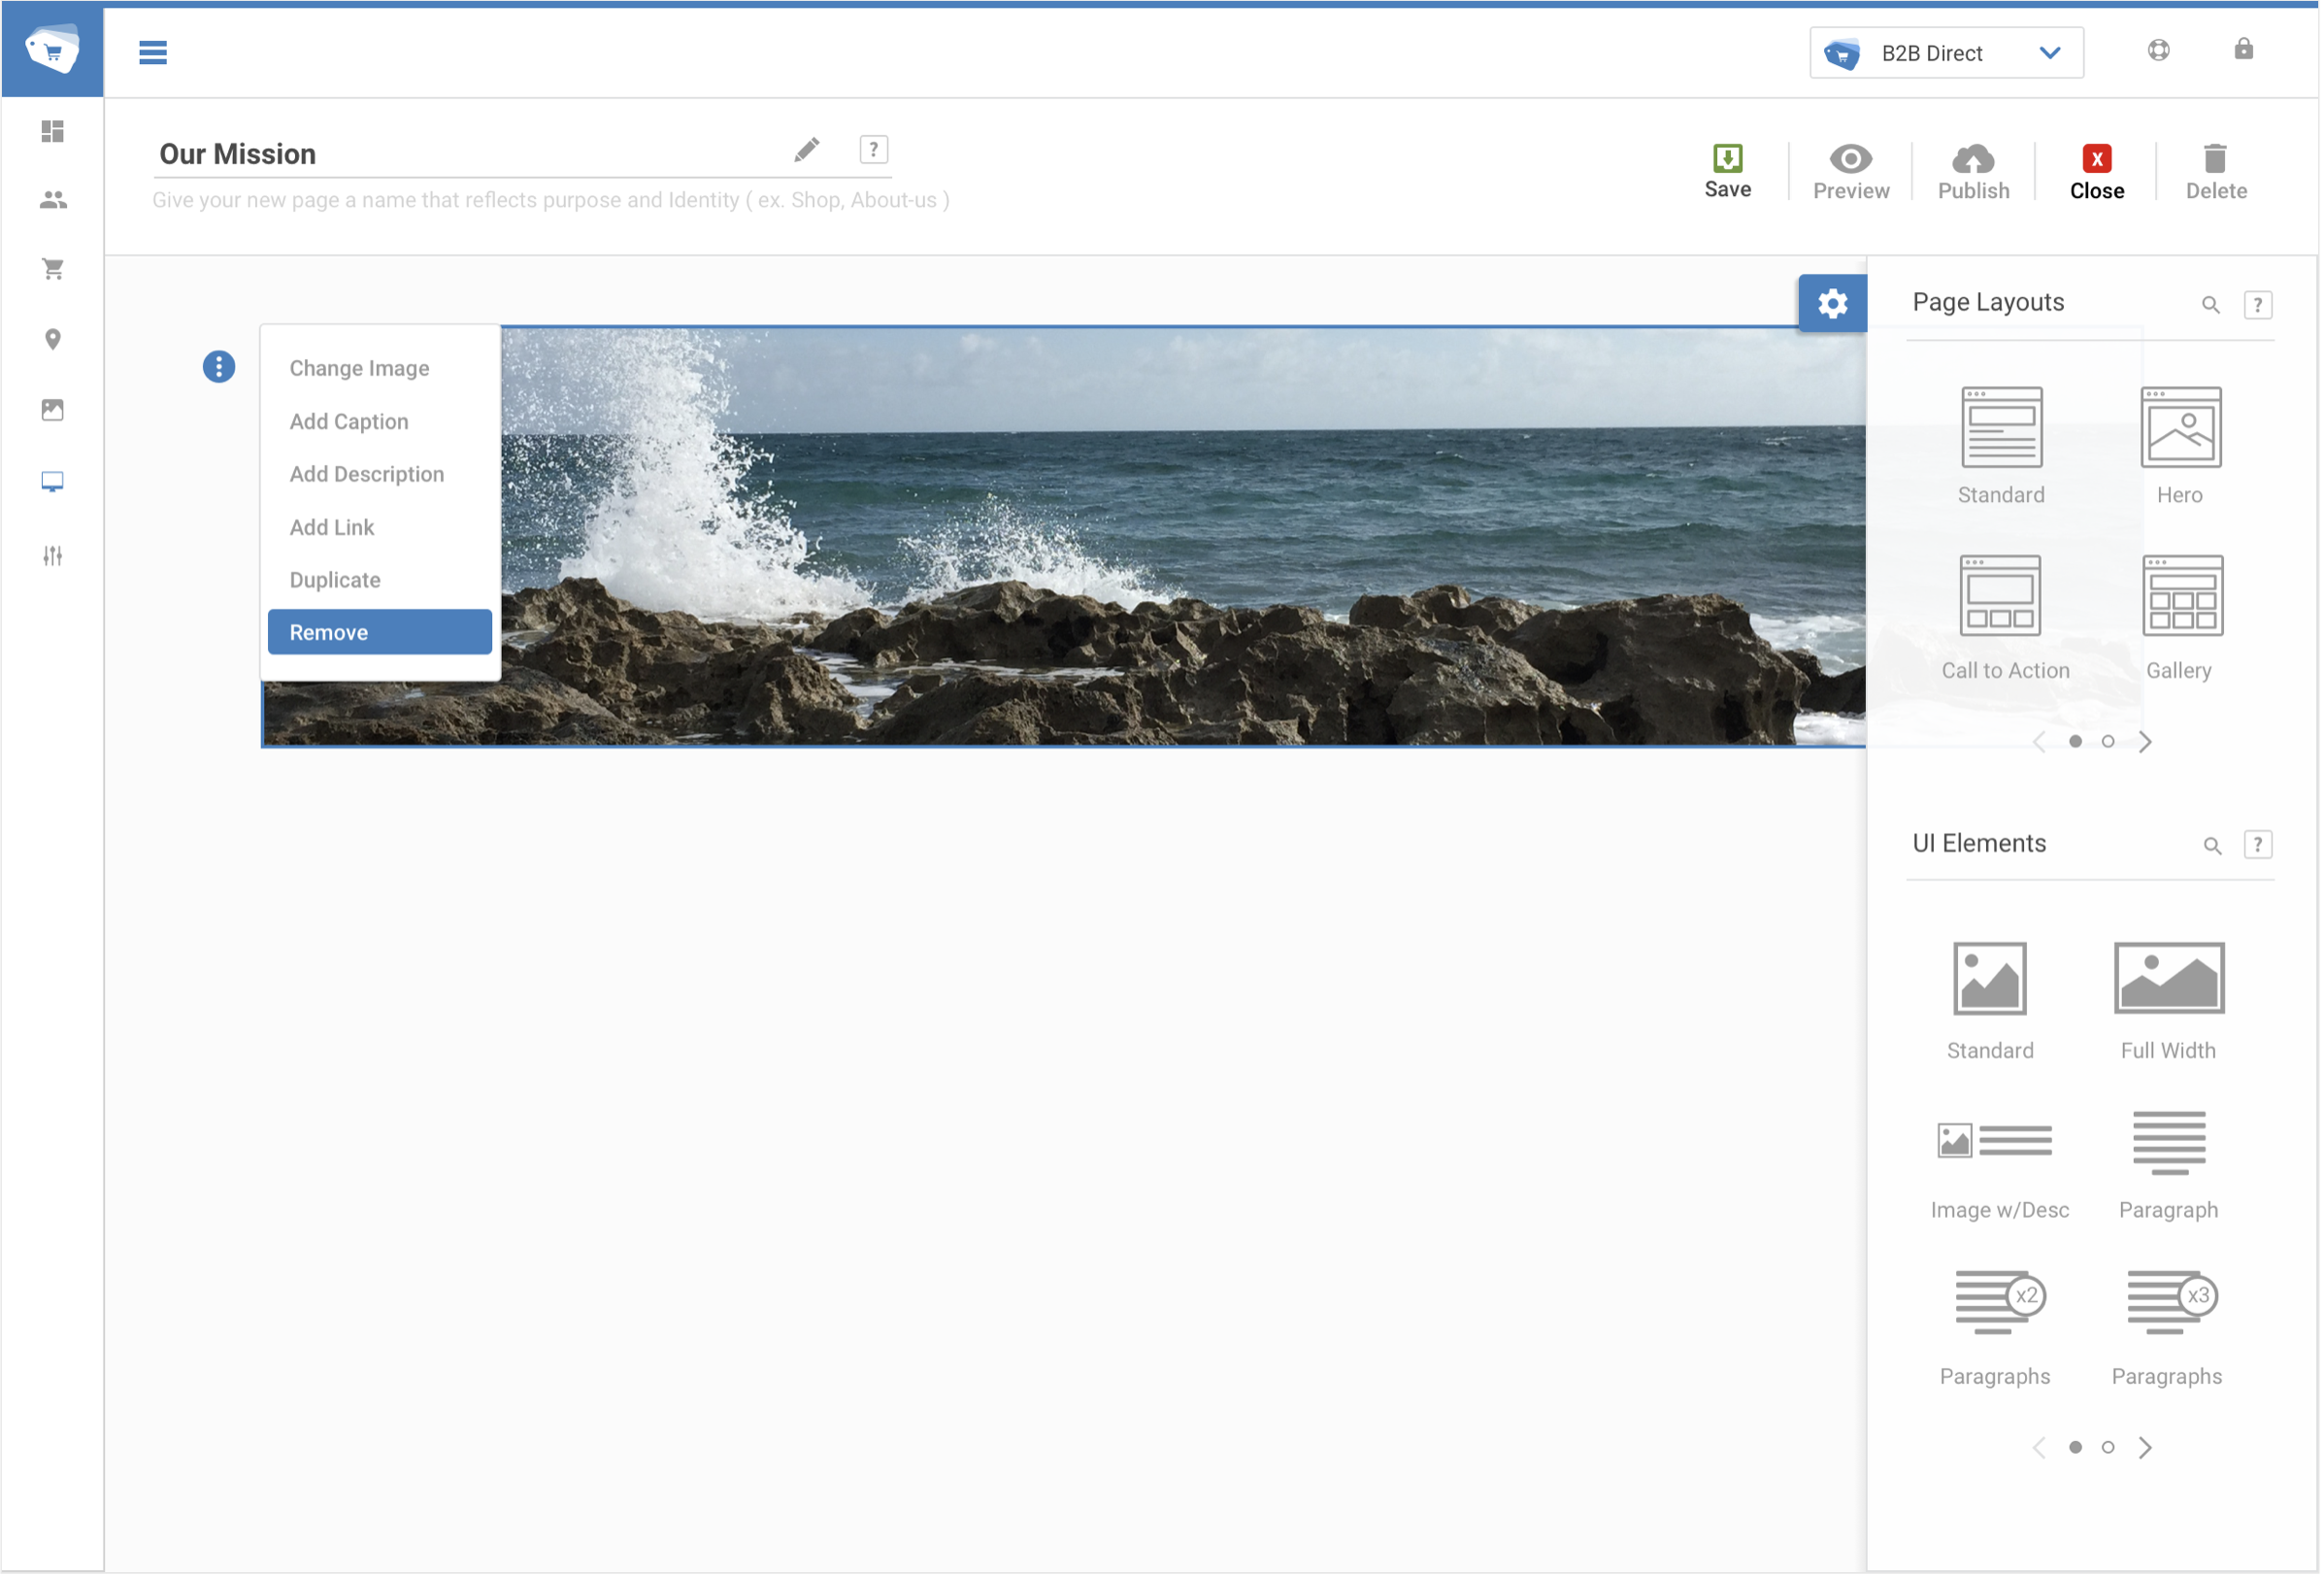 B2B Direct
Our Mission
?
Give your new page a name that reflects purpose and Identity ( ex. Shop, About-us )
Save
Preview
Publish
X
Close
Delete
Change Image
Add Caption
Add Description
Add Link
Duplicate
Remove
Page Layouts
?
Standard
Hero
Call to Action
Gallery
UI Elements
?
Standard
Full Width
Image w/Desc
Paragraph
x2
x3
Paragraphs
Paragraphs